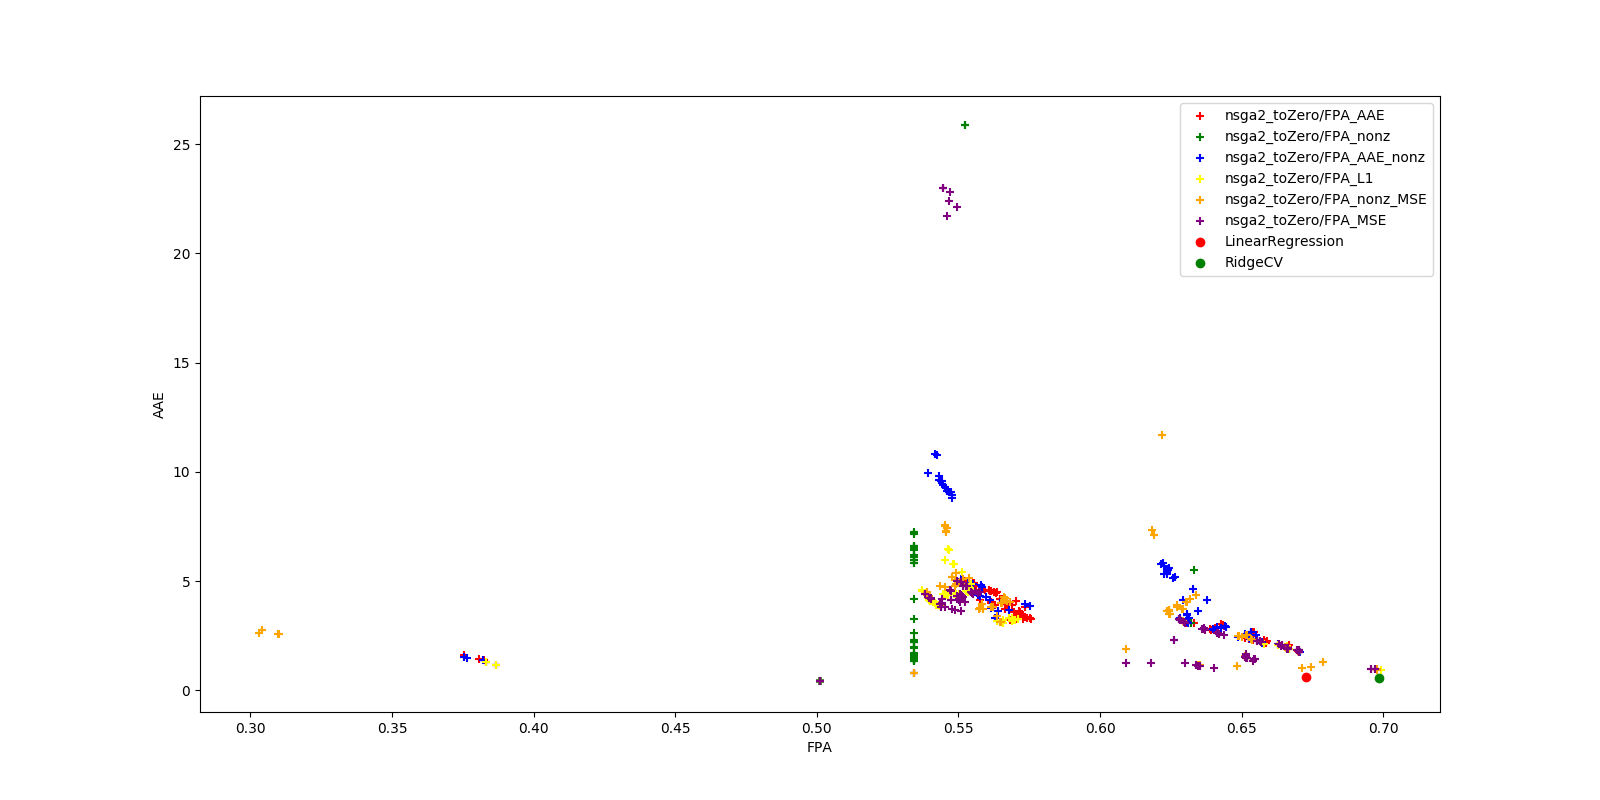 nsga2_toZero/FPA_AAE
nsga2_toZero/FPA_nonz
nsga2_toZero/FPA_AAE_nonz
nsga2_toZero/FPA_L1
nsga2_toZero/FPA_nonz_MSE
nsga2_toZero/FPA_MSE
LinearRegression
RidgeCV
25
20
15
10
5
0
AAE
0.30 0.35 0.40 0.45 0.50 0.55 0.60 0.65 0.70
FPA